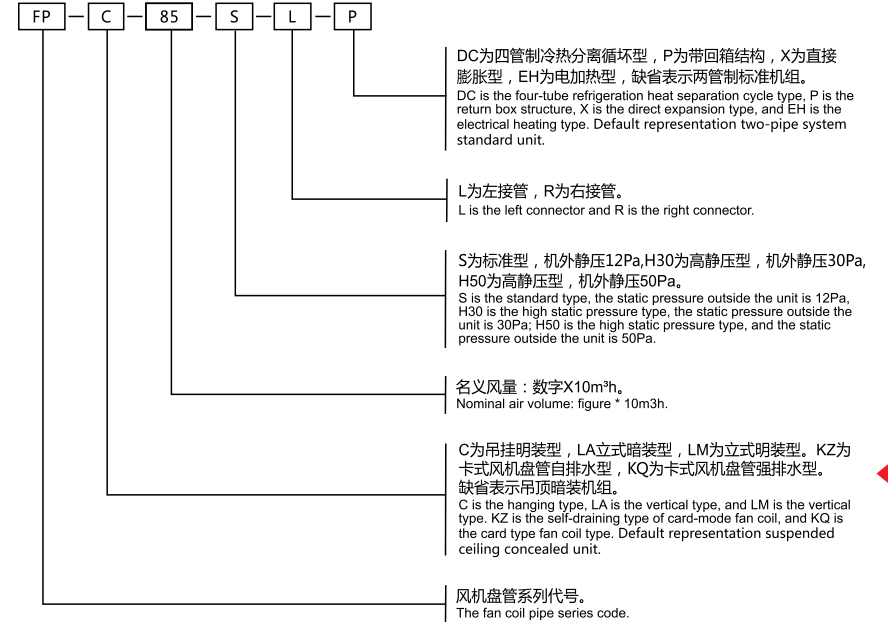 FP — C — 85 — S — L — P
DC为四管制冷热分离循环型，P为带回箱结构，X为直接
膨胀型，EH为电加热型，缺省表示两管制标准机组。
DC is the four-tube refrigeration heat separation cycle type, P is the
return box structure, X is the direct expansion type, and EH is the
electrical heating type. Default representation two-pipe system
standard unit.
L为左接管，R为右接管。
L is the left connector and R is the right connector.
S为标准型，机外静压12Pa,H30为高静压型，机外静压30Pa,
H50为高静压型，机外静压50Pa。
S is the standard type, the static pressure outside the unit is 12Pa,
H30 is the high static pressure type, the static pressure outside the
unit is 30Pa; H50 is the high static pressure type, and the static
pressure outside the unit is 50Pa.
名义风量：数字X10m³h。
Nominal air volume: figure * 10m3h.
C为吊挂明装型，LA立式暗装型，LM为立式明装型。KZ为
卡式风机盘管自排水型，KQ为卡式风机盘管强排水型。
缺省表示吊顶暗装机组。
C is the hanging type, LA is the vertical type, and LM is the vertical
type. KZ is the self-draining type of card-mode fan coil, and KQ is
the card type fan coil type. Default representation suspended
ceiling concealed unit.
风机盘管系列代号。
The fan coil pipe series code.